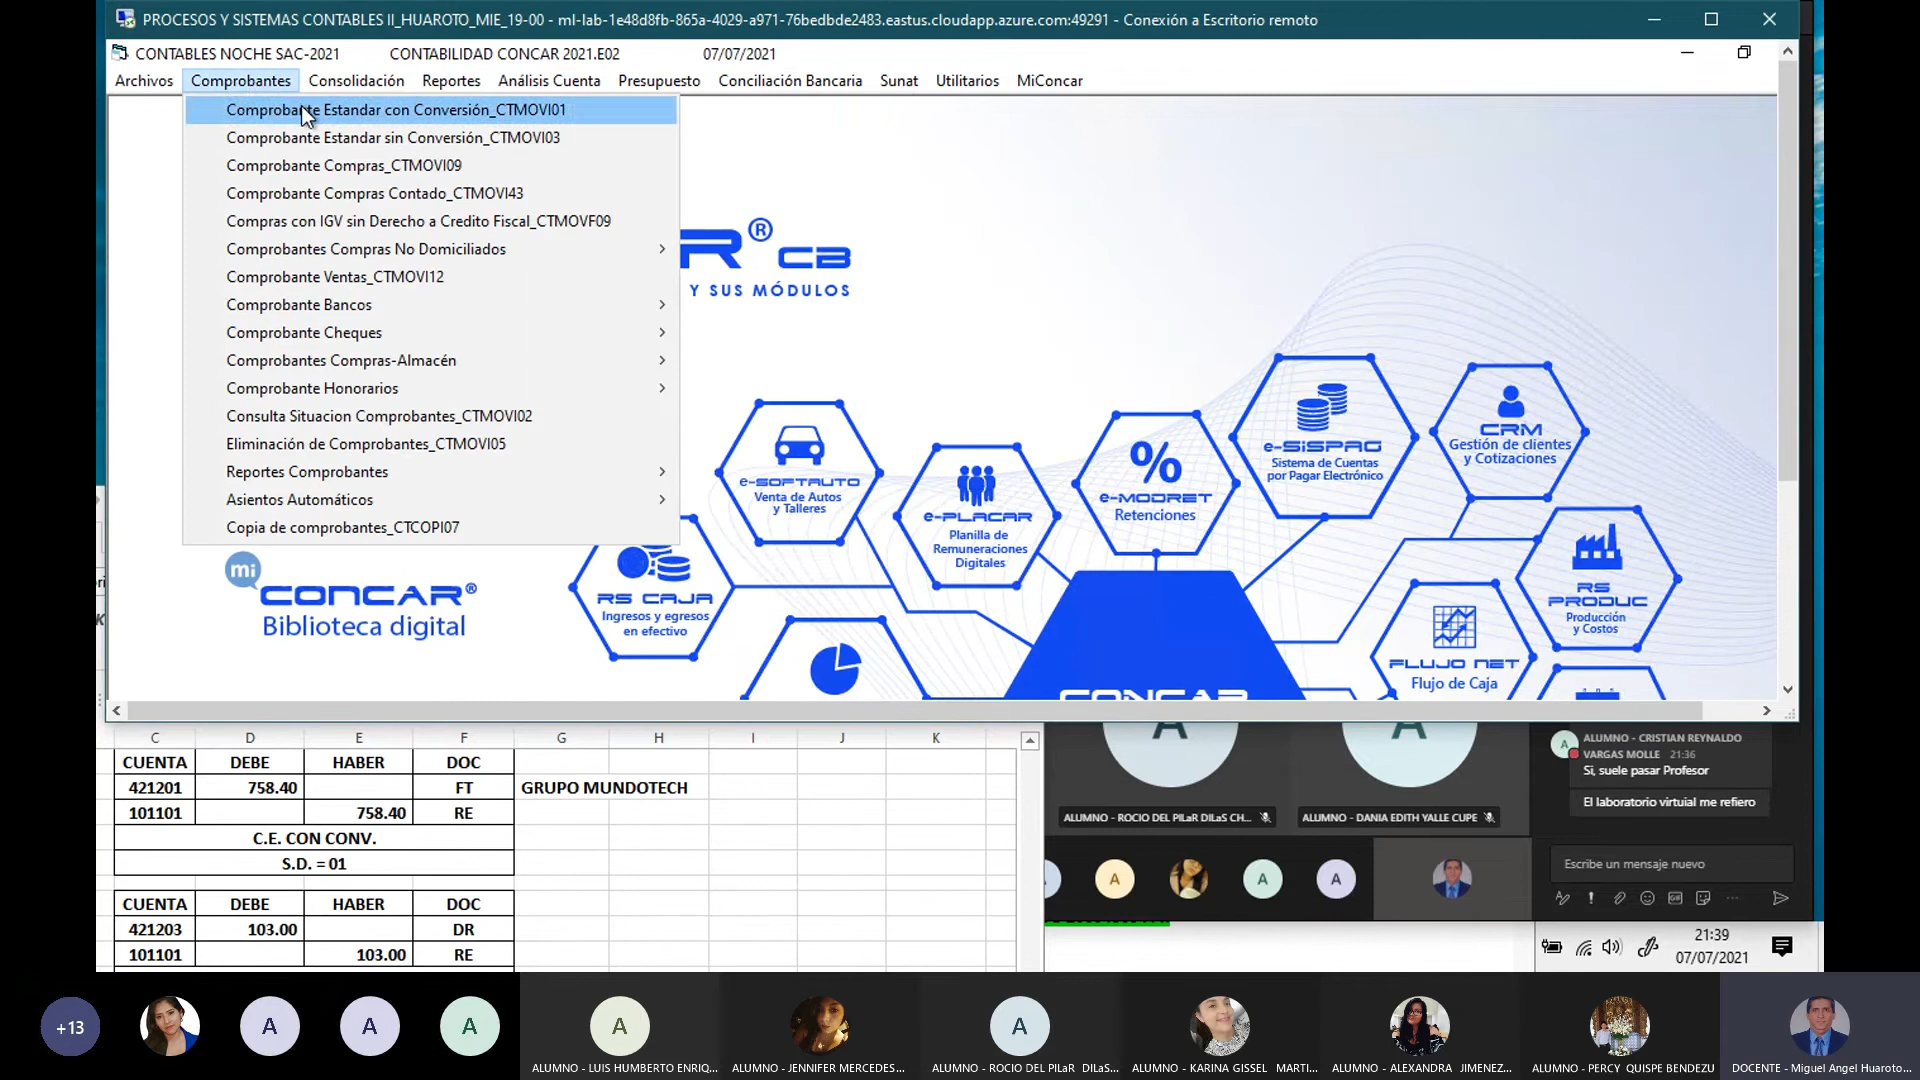 PROCESOS Y SISTEMAS CONTABLES II_HUAROTO_MIE_19-00 - ml-lab-1e48d8fb-865a-4029-a971-76bedbde2483.eastus.cloudapp.azure.com:49291 - Conexión a Escritorio remoto
CONTABLES NOCHE SAC-2021 CONTABILIDAD CONCAR 2021.E02 07/07/2021
Archivos Comprobantes Consolidación Reportes Análisis Cuenta Presupuesto Conciliación Bancaria Sunat Utilitarios MiConcar
Comprobante Estandar con Conversión_CTMOVI01
Comprobante Estandar sin Conversión_CTMOVI03
Comprobante Compras_CTMOVI09
Comprobante Compras Contado_CTMOVI43
Compras con IGV sin Derecho a Credito Fiscal_CTMOVF09
Comprobantes Compras No Domiciliados
Comprobante Ventas_CTMOVI12
Comprobante Bancos
Comprobante Cheques
Comprobantes Compras-Almacén
Comprobante Honorarios
Consulta Situacion Comprobantes_CTMOVI02
Eliminación de Comprobantes_CTMOVI05
Reportes Comprobantes
Asientos Automáticos
Copia de comprobantes_CTCOPI07
R® CB
Y SUS MÓDULOS
e-SOFTAUTO
Venta de Autos
y Talleres
e-PLACAR
Planilla de
Remuneraciones
Digitales
%
e-MODRET
Retenciones
e-SISPAG
Sistema de Cuentas
por Pagar Electrónico
CRM
Gestión de clientes
y Cotizaciones
RS CAJA
Ingresos y egresos
en efectivo
RS
PRODUC
Producción
y Costos
FLUJO NET
Flujo de Caja
CONCAR
mi
CONCAR®
Biblioteca digital
C D E F G H I J K
CUENTA DEBE HABER DOC
421201 758.40 FT GRUPO MUNDOTECH
101101 758.40 RE
C.E. CON CONV.
S.D. = 01
CUENTA DEBE HABER DOC
421203 103.00 DR
101101 103.00 RE
A A
ALUMNO - ROCIO DEL PILaR DILaS CH...
ALUMNO - DANIA EDITH YALLE CUPE
A A A
A
ALUMNO - CRISTIAN REYNALDO
VARGAS MOLLE 21:36
Si, suele pasar Profesor
El laboratorio virtuial me refiero
Escribe un mensaje nuevo
GIF
21:39
07/07/2021
+13 A A A A A
ALUMNO - LUIS HUMBERTO ENRIQ...
ALUMNO - JENNIFER MERCEDES...
ALUMNO - ROCIO DEL PILaR DILaS...
ALUMNO - KARINA GISSEL MARTI...
ALUMNO - ALEXANDRA JIMENEZ...
ALUMNO - PERCY QUISPE BENDEZU
DOCENTE - Miguel Angel Huaroto...